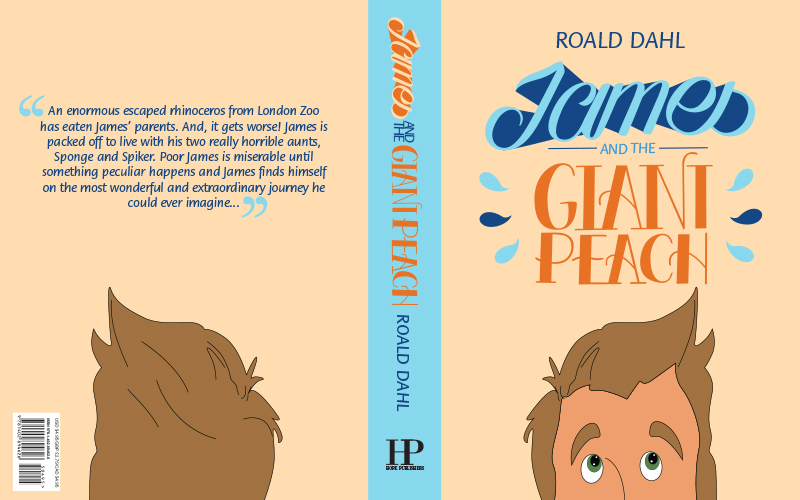 “ An enormous escaped rhinoceros from London Zoo
has eaten James' parents. And, it gets worse! James is
packed off to live with his two really horrible aunts,
Sponge and Spiker. Poor James is miserable until
something peculiar happens and James finds himself
on the most wonderful and extraordinary journey he
could ever imagine... ”
James
AND
THE
GIANT PEACH
ROALD DAHL
HP
HOPE PUBLISHERS
ROALD DAHL
James
AND THE
GIANT
PEACH